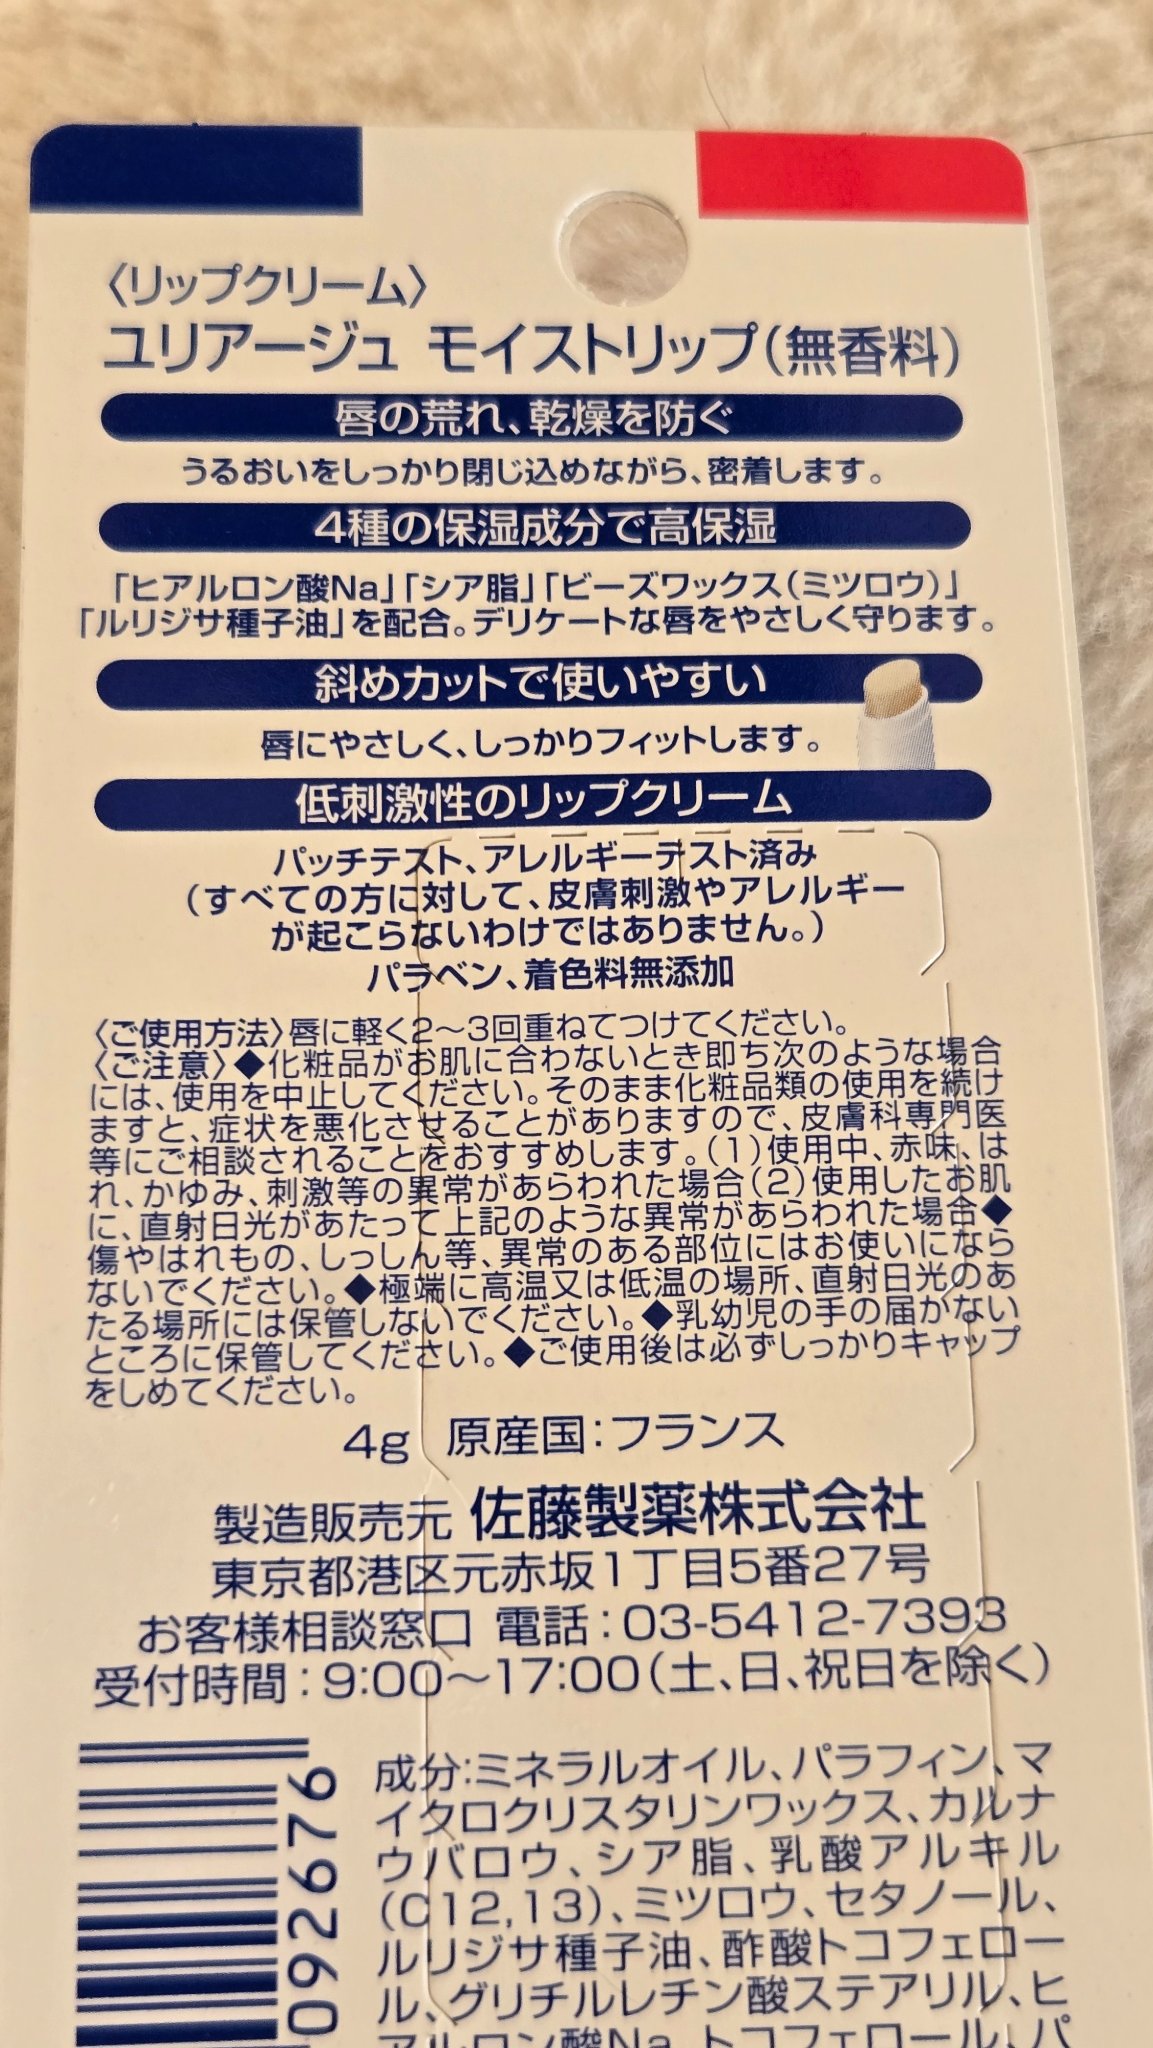 〈リップクリーム〉
ユリアージュ モイストリップ(無香料)
唇の荒れ、乾燥を防ぐ
うるおいをしっかり閉じ込めながら、密着します。
4種の保湿成分で高保湿
「ヒアルロン酸Na」「シア脂」「ビーズワックス(ミツロウ)」
「ルリジサ種子油」を配合。デリケートな唇をやさしく守ります。
斜めカットで使いやすい
唇にやさしく、しっかりフィットします。
低刺激性のリップクリーム
パッチテスト、アレルギーテスト済み
(すべての方に対して、皮膚刺激やアレルギー
が起こらないわけではありません。)
パラベン、着色料無添加
〈ご使用方法〉唇に軽く2〜3回重ねてつけてください。
〈ご注意〉◆化粧品がお肌に合わないとき即ち次のような場合
には、使用を中止してください。そのまま化粧品類の使用を続け
ますと、症状を悪化させることがありますので、皮膚科専門医
等にご相談されることをおすすめします。(1)使用中、赤味、は
れ、かゆみ、刺激等の異常があらわれた場合(2)使用したお肌
に、直射日光があたって上記のような異常があらわれた場合◆
傷やはれもの、しっしん等、異常のある部位にはお使いになら
ないでください。◆極端に高温又は低温の場所、直射日光のあ
たる場所には保管しないでください。◆乳幼児の手の届かない
ところに保管してください。◆ご使用後は必ずしっかりキャップ
をしめてください。
4g 原産国:フランス
製造販売元 佐藤製薬株式会社
東京都港区元赤坂1丁目5番27号
お客様相談窓口 電話:03-5412-7393
受付時間:9:00〜17:00(土、日、祝日を除く)
成分:ミネラルオイル、パラフィン、マ
イクロクリスタリンワックス、カルナ
ウバロウ、シア脂、乳酸アルキル
(C12,13)、ミツロウ、セタノール、
ルリジサ種子油、酢酸トコフェロー
ル、グリチルレチン酸ステアリル、ヒ
アルロン酸Na、トコフェロール、パ
092676